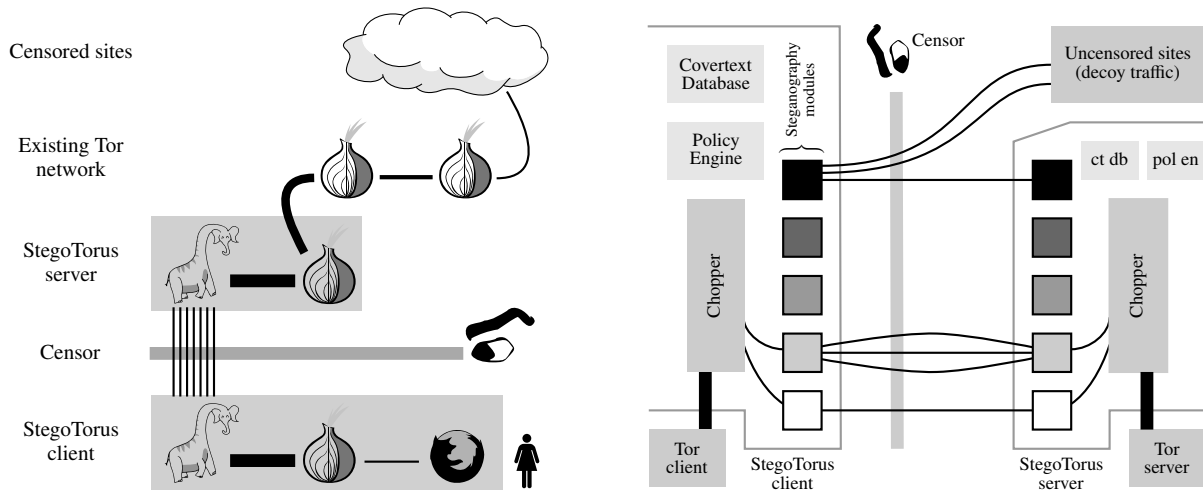 Censored sites
Existing Tor
network
StegoTorus
server
Censor
StegoTorus
client
Covertext
Database
Policy
Engine
Steganography
modules
Censor
Uncensored sites
(decoy traffic)
ct db
pol en
Chopper
Chopper
Tor
client
StegoTorus
client
StegoTorus
server
Tor
server